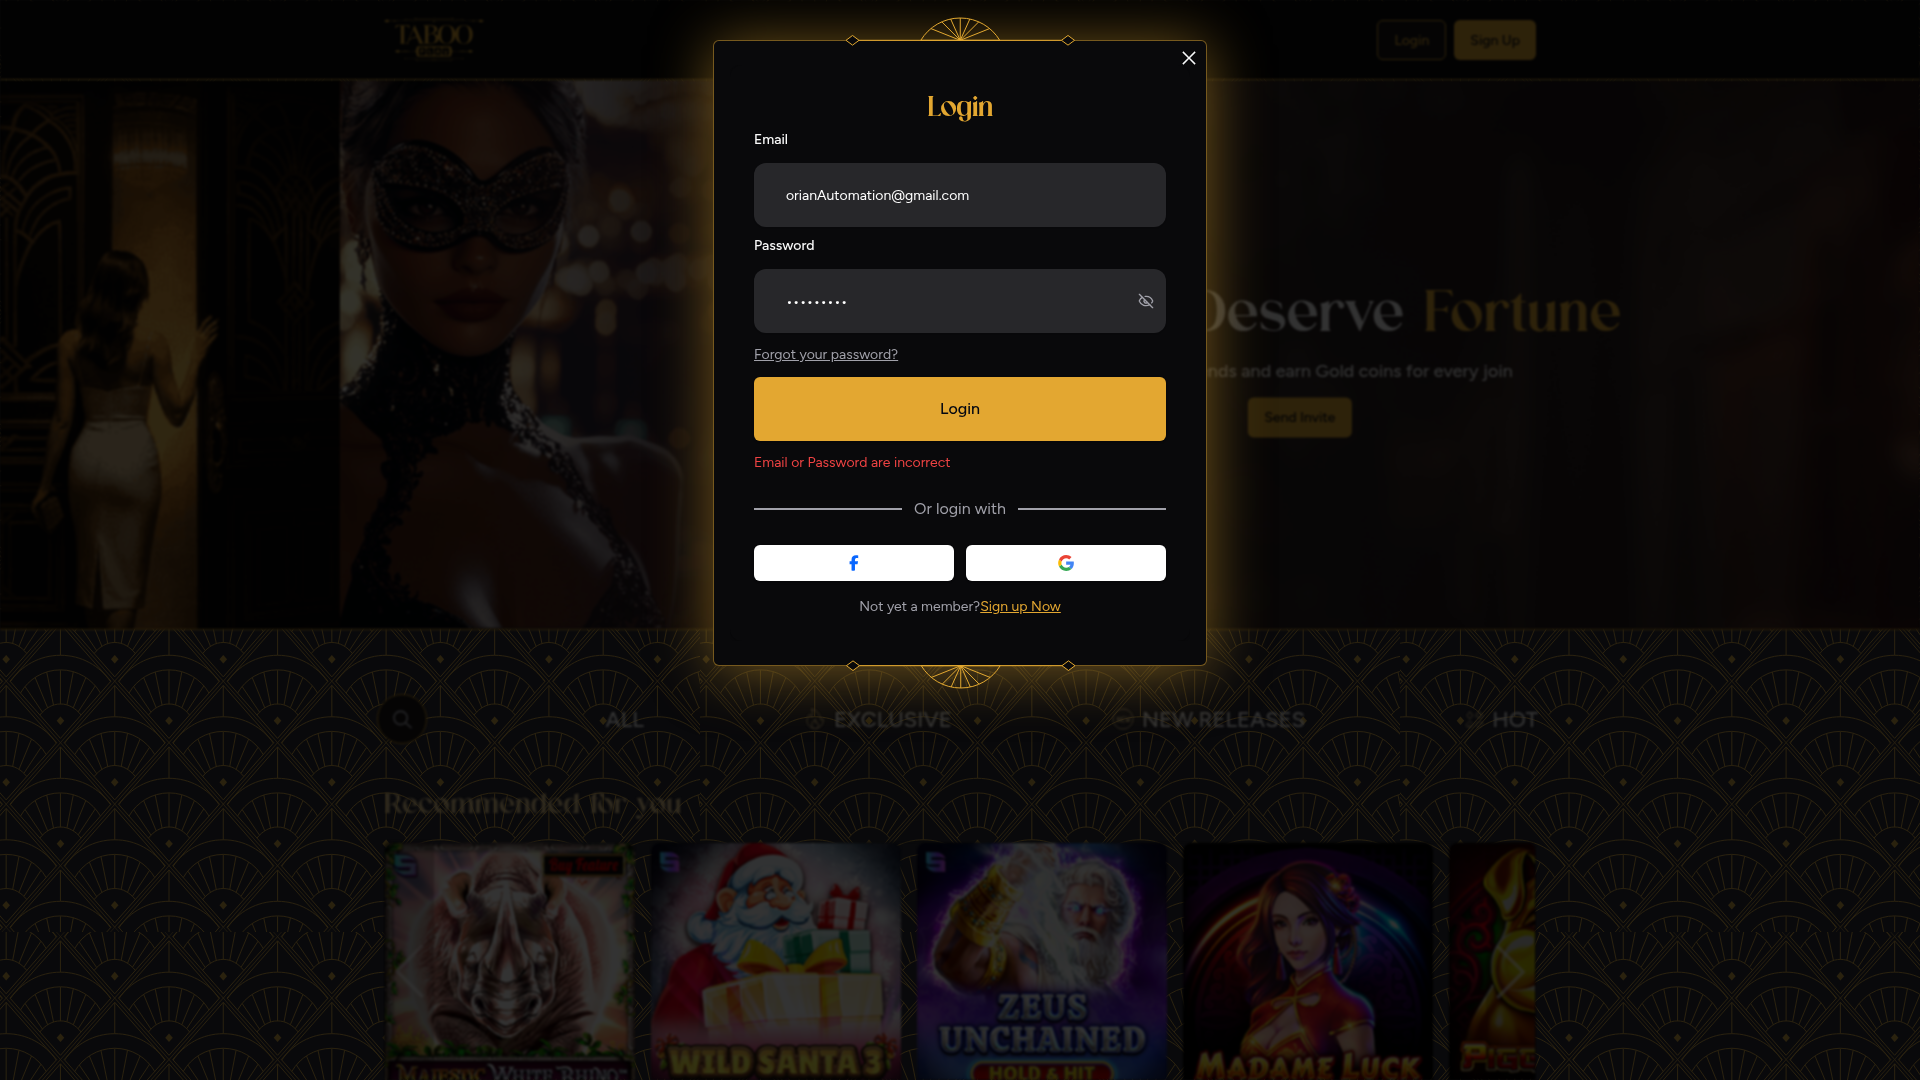 TABOO
Login
Sign Up
Login
Email
orianAutomation@gmail.com
Password
Forgot your password?
Login
Email or Password are incorrect
Or login with
Not yet a member?Sign up Now
Deserve Fortune
and earn Gold coins for every join
Send Invite
ALL
EXCLUSIVE
NEW RELEASES
HOT
Recommended for you
Buy Feature
MAJESTIC WHITE RHINO
WILD SANTA 3
ZEUS
UNCHAINED
HOLD & HIT
MADAME LUCK